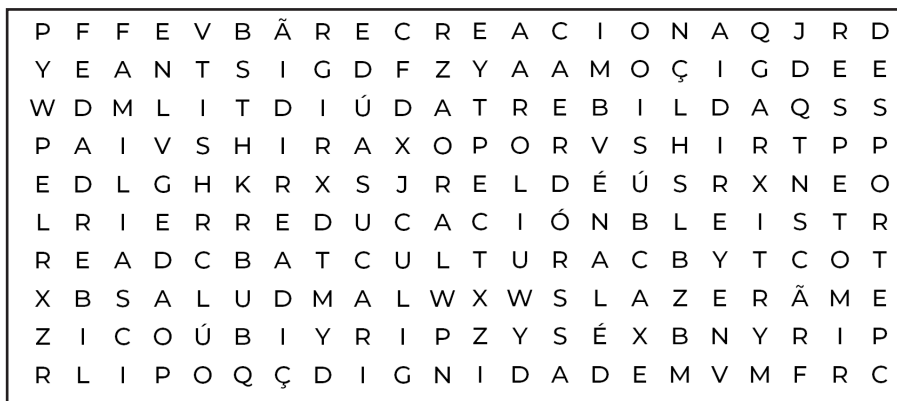 P F F E V B Ã R E C R E A C I O N A Q J R D
Y E A N T S I G D F Z Y A A M O Ç I G D E E
W D M L I T D I Ú D A T R E B I L D A Q S S
P A I V S H I R A X O P O R V S H I R T P P
E D L G H K R X S J R E L D É Ú S R X N E O
L R I E R R E D U C A C I Ó N B L E I S T R
R E A D C B A T C U L T U R A C B Y T C O T
X B S A L U D M A L W X W S L A Z E R Ã M E
Z I C O Ú B I Y R I P Z Y S É X B N Y R I P
R L I P O Q Ç D I G N I D A D E M V M F R C